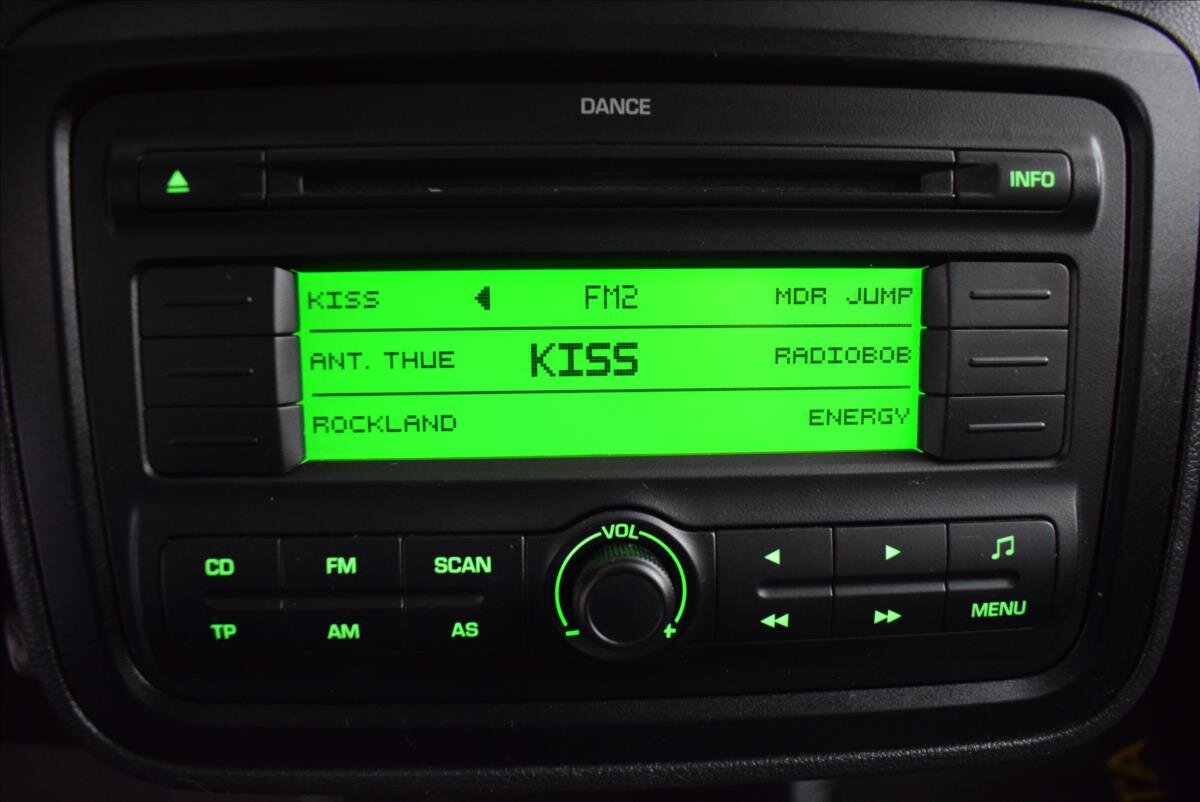 DANCE
INFO
KISS FM2 MDR JUMP
ANT. THUE KISS RADIOBOB
ROCKLAND ENERGY
VOL
CD FM SCAN
TP AM AS
- +
MENU
TA